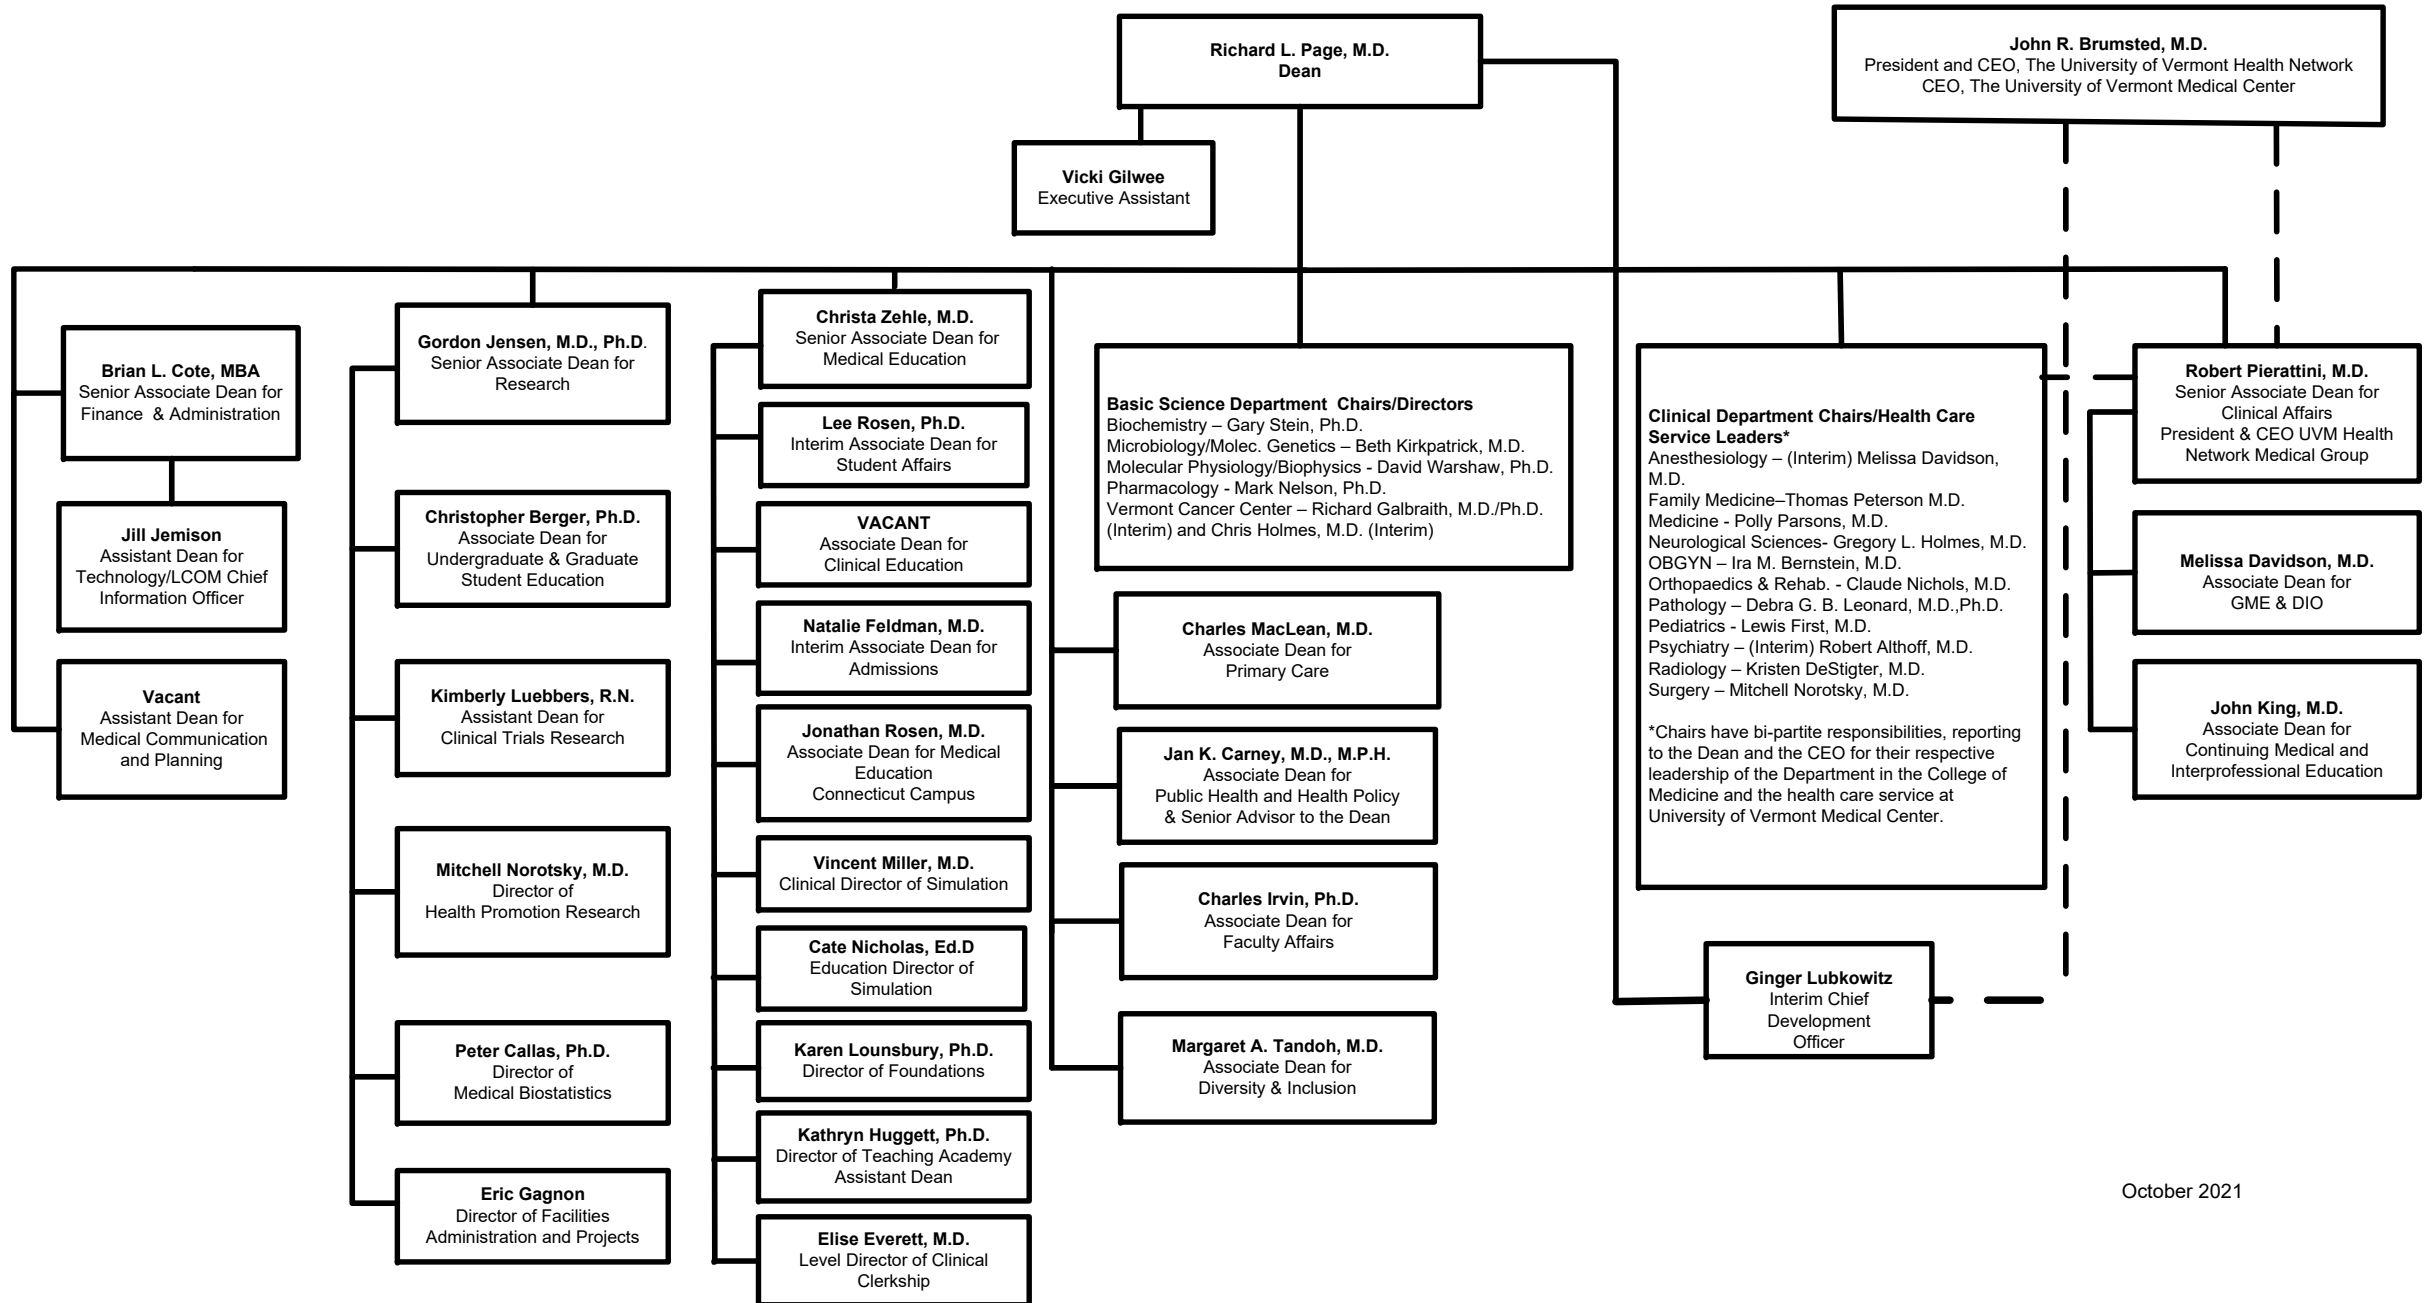 Richard L. Page, M.D.
Dean
John R. Brumsted, M.D.
President and CEO, The University of Vermont Health Network
CEO, The University of Vermont Medical Center
Vicki Gilwee
Executive Assistant
Brian L. Cote, MBA
Senior Associate Dean for
Finance & Administration
Jill Jemison
Assistant Dean for
Technology/LCOM Chief
Information Officer
Vacant
Assistant Dean for
Medical Communication
and Planning
Gordon Jensen, M.D., Ph.D.
Senior Associate Dean for
Research
Christopher Berger, Ph.D.
Associate Dean for
Undergraduate & Graduate
Student Education
Kimberly Luebbers, R.N.
Assistant Dean for
Clinical Trials Research
Mitchell Norotsky, M.D.
Director of
Health Promotion Research
Peter Callas, Ph.D.
Director of
Medical Biostatistics
Eric Gagnon
Director of Facilities
Administration and Projects
Christa Zehle, M.D.
Senior Associate Dean for
Medical Education
Lee Rosen, Ph.D.
Interim Associate Dean for
Student Affairs
VACANT
Associate Dean for
Clinical Education
Natalie Feldman, M.D.
Interim Associate Dean for
Admissions
Jonathan Rosen, M.D.
Associate Dean for Medical
Education
Connecticut Campus
Vincent Miller, M.D.
Clinical Director of Simulation
Cate Nicholas, Ed.D
Education Director of
Simulation
Karen Lounsbury, Ph.D.
Director of Foundations
Kathryn Huggett, Ph.D.
Director of Teaching Academy
Assistant Dean
Elise Everett, M.D.
Level Director of Clinical
Clerkship
Basic Science Department  Chairs/Directors
Biochemistry – Gary Stein, Ph.D.
Microbiology/Molec. Genetics – Beth Kirkpatrick, M.D.
Molecular Physiology/Biophysics - David Warshaw, Ph.D.
Pharmacology - Mark Nelson, Ph.D.
Vermont Cancer Center – Richard Galbraith, M.D./Ph.D.
(Interim) and Chris Holmes, M.D. (Interim)
Charles MacLean, M.D.
Associate Dean for
Primary Care
Jan K. Carney, M.D., M.P.H.
Associate Dean for
Public Health and Health Policy
& Senior Advisor to the Dean
Charles Irvin, Ph.D.
Associate Dean for
Faculty Affairs
Margaret A. Tandoh, M.D.
Associate Dean for
Diversity & Inclusion
Clinical Department Chairs/Health Care
Service Leaders*
Anesthesiology – (Interim) Melissa Davidson,
M.D.
Family Medicine–Thomas Peterson M.D.
Medicine - Polly Parsons, M.D.
Neurological Sciences- Gregory L. Holmes, M.D.
OBGYN – Ira M. Bernstein, M.D.
Orthopaedics & Rehab. - Claude Nichols, M.D.
Pathology – Debra G. B. Leonard, M.D.,Ph.D.
Pediatrics - Lewis First, M.D.
Psychiatry – (Interim) Robert Althoff, M.D.
Radiology – Kristen DeStigter, M.D.
Surgery – Mitchell Norotsky, M.D.
*Chairs have bi-partite responsibilities, reporting
to the Dean and the CEO for their respective
leadership of the Department in the College of
Medicine and the health care service at
University of Vermont Medical Center.
Ginger Lubkowitz
Interim Chief
Development
Officer
Robert Pierattini, M.D.
Senior Associate Dean for
Clinical Affairs
President & CEO UVM Health
Network Medical Group
Melissa Davidson, M.D.
Associate Dean for
GME & DIO
John King, M.D.
Associate Dean for
Continuing Medical and
Interprofessional Education
October 2021